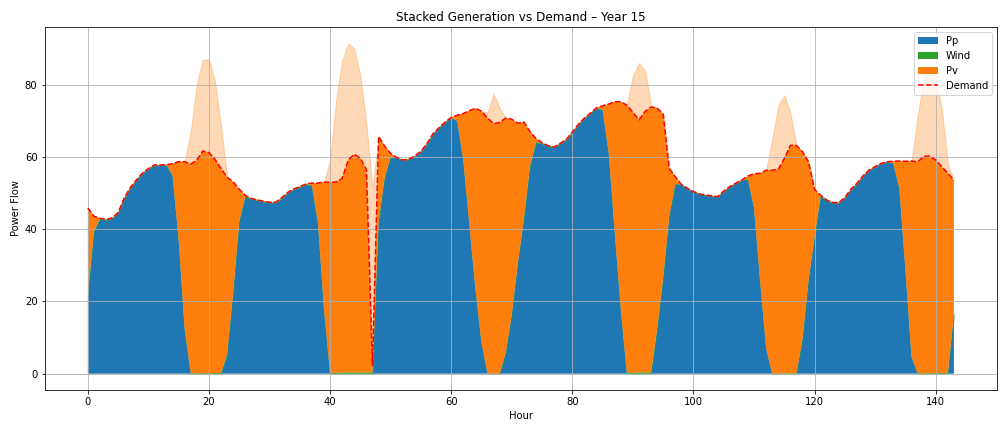 Stacked Generation vs Demand – Year 15
Pp
Wind
Pv
Demand
Power Flow
80
60
40
20
0
0 20 40 60 80 100 120 140
Hour